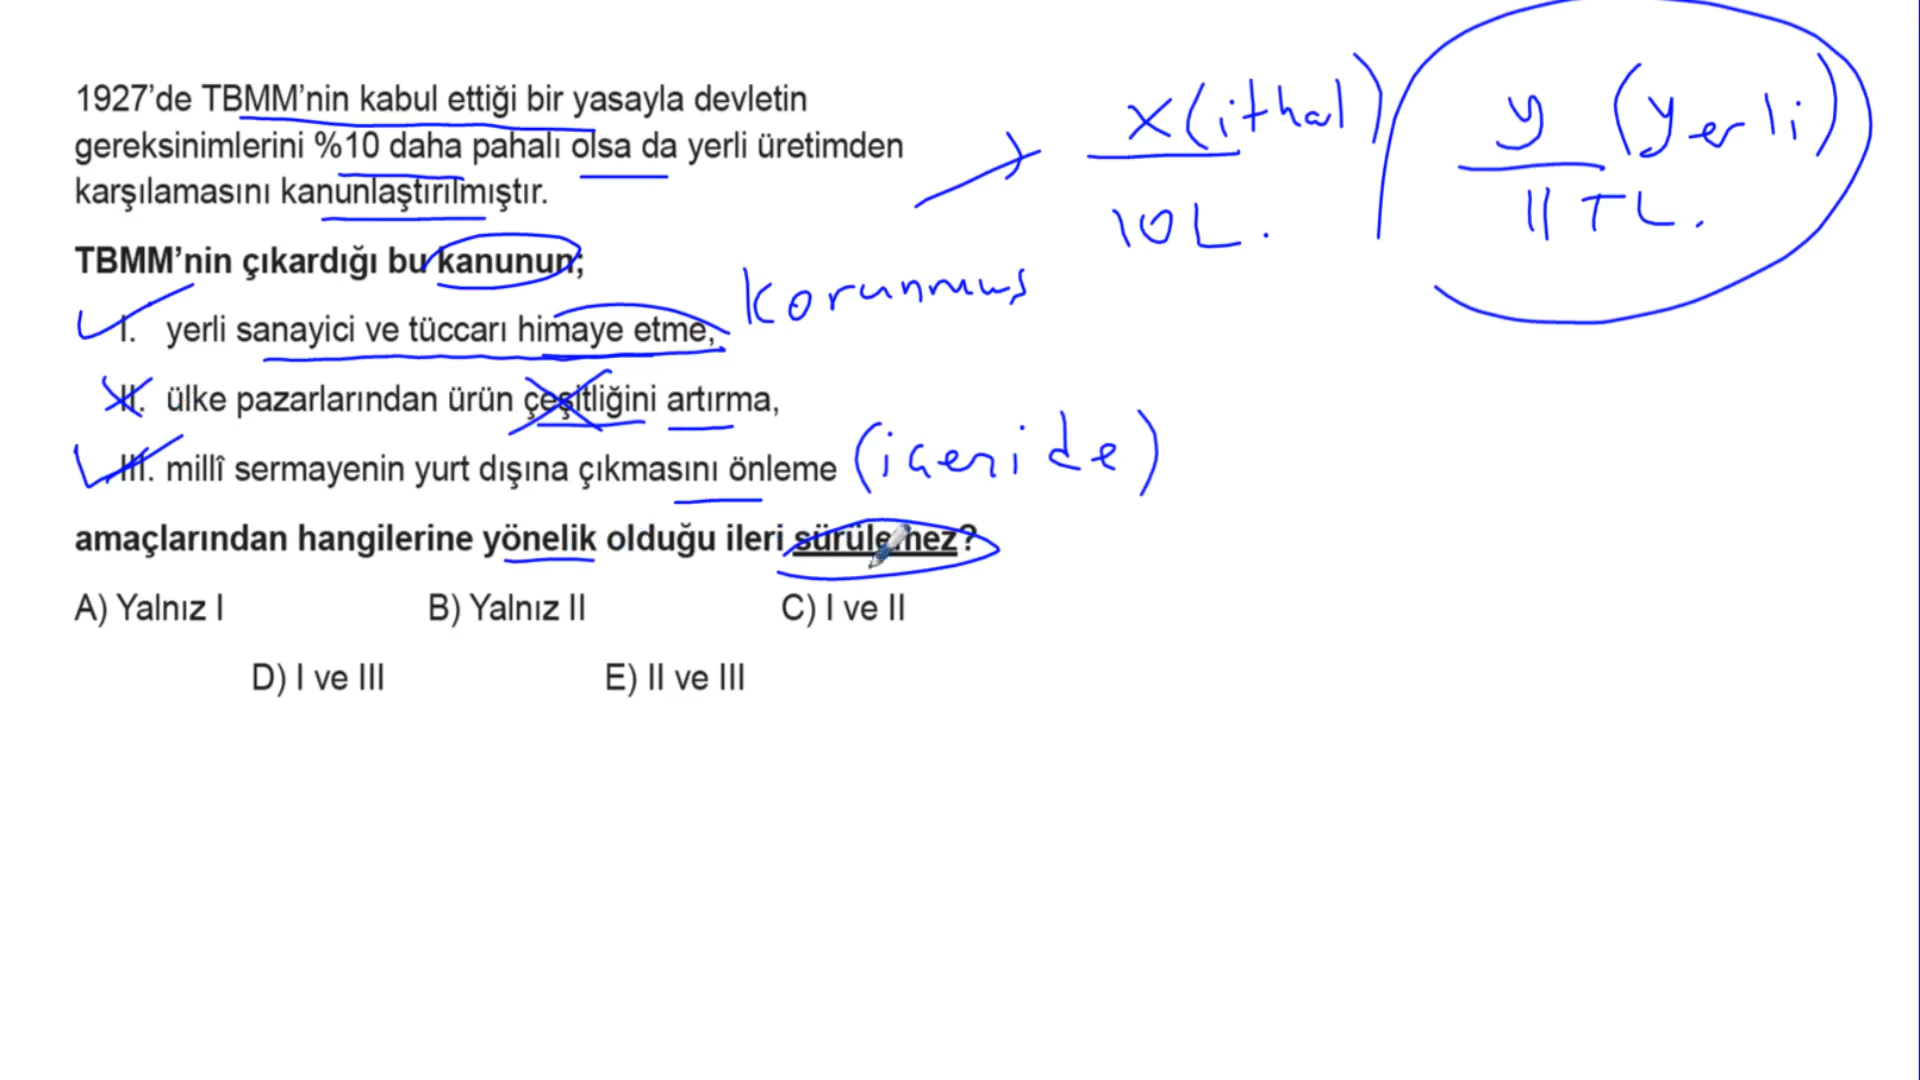 1927’de TBMM’nin kabul ettiği bir yasayla devletin
gereksinimlerini %10 daha pahalı olsa da yerli üretimden
karşılamasını kanunlaştırılmıştır.
x (ithal)
10 L.
y (yerli)
11 TL.
TBMM’nin çıkardığı bu kanunun;
I. yerli sanayici ve tüccarı himaye etme,
Korunmuş
II. ülke pazarlarından ürün çeşitliğini artırma,
III. millî sermayenin yurt dışına çıkmasını önleme (içeride)
amaçlarından hangilerine yönelik olduğu ileri sürülemez?
A) Yalnız I B) Yalnız II C) I ve II
D) I ve III E) II ve III